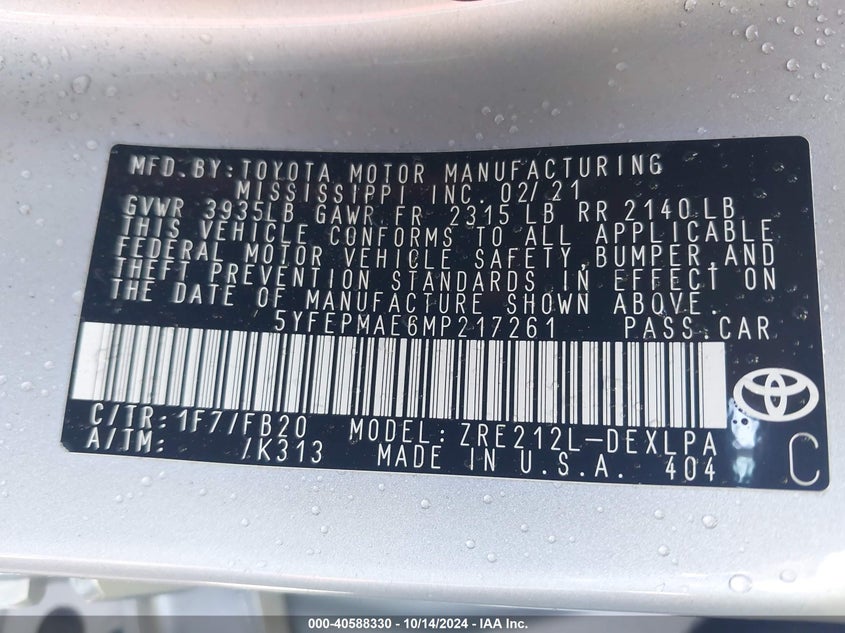 MFD.BY:TOYOTA MOTOR MANUFACTURING
MISSISSIPPI INC. 02/21
GVWR 3935LB GAWR FR 2315 LB RR 2140 LB
THIS VEHICLE CONFORMS TO ALL APPLICABLE
FEDERAL MOTOR VEHICLE SAFETY, BUMPER, AND
THEFT PREVENTION STANDARDS IN EFFECT ON
THE DATE OF MANUFACTURE SHOWN ABOVE.
5YFEPMAE6MP217261 PASS.CAR
C/TR: 1F7/FB20 MODEL: ZRE212L-DEXLPA
A/TM: /K313 MADE IN U.S.A. 404 C
000-40588330 - 10/14/2024 - IAA Inc.